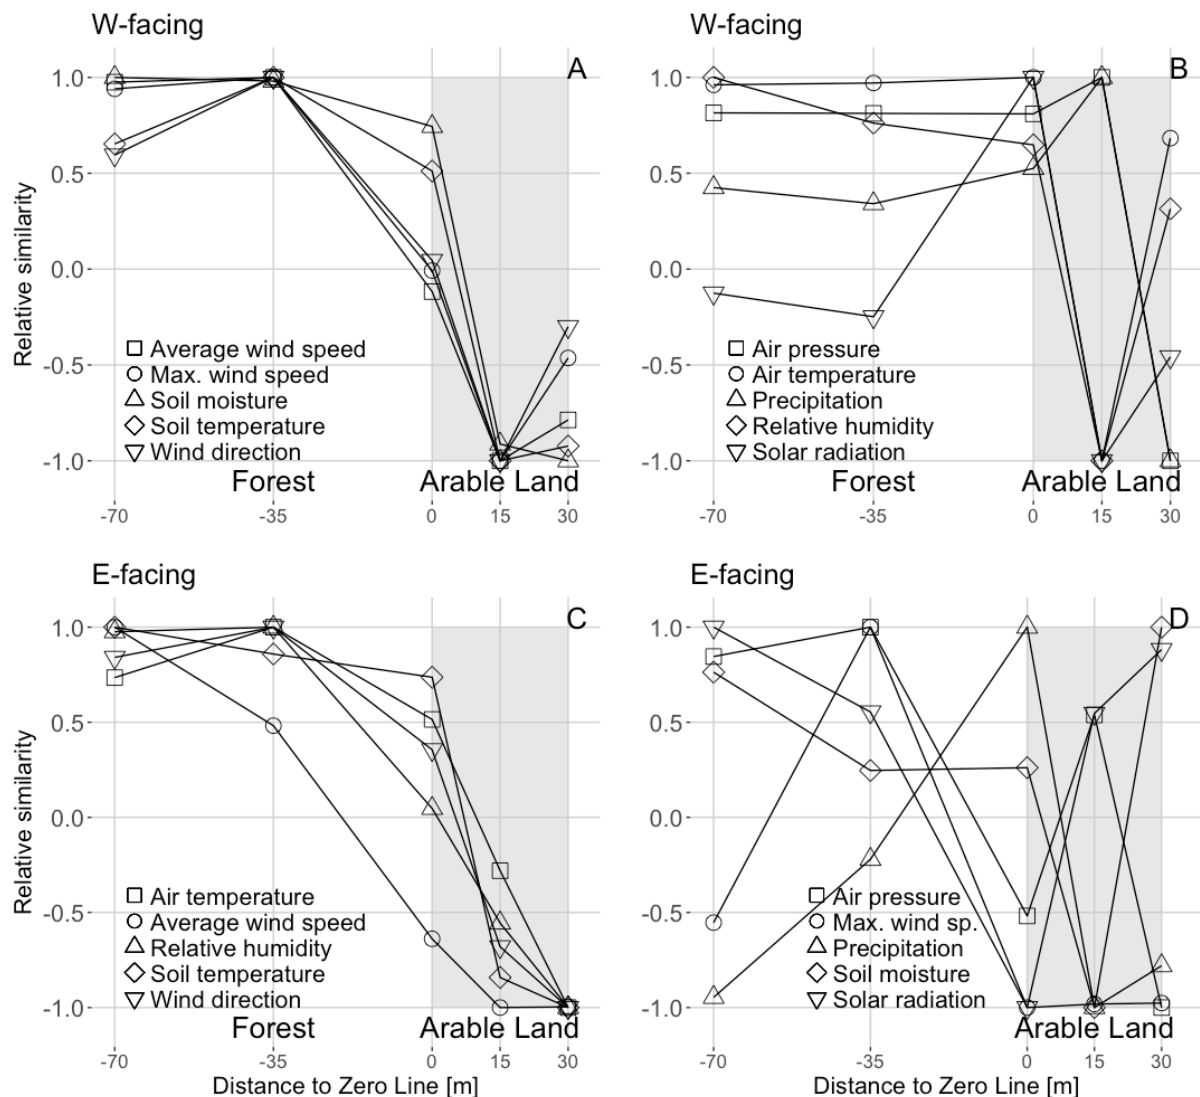 W-facing
A
1.0
0.5
0.0
-0.5
-1.0
Relative similarity
Average wind speed
Max. wind speed
Soil moisture
Soil temperature
Wind direction
Forest
Arable Land
-70
-35
0
15
30
W-facing
B
1.0
0.5
0.0
-0.5
-1.0
Air pressure
Air temperature
Precipitation
Relative humidity
Solar radiation
Forest
Arable Land
-70
-35
0
15
30
E-facing
C
1.0
0.5
0.0
-0.5
-1.0
Relative similarity
Air temperature
Average wind speed
Relative humidity
Soil temperature
Wind direction
Forest
Arable Land
-70
-35
0
15
30
Distance to Zero Line [m]
E-facing
D
1.0
0.5
0.0
-0.5
-1.0
Air pressure
Max. wind sp.
Precipitation
Soil moisture
Solar radiation
Arable Land
-70
-35
0
15
30
Distance to Zero Line [m]